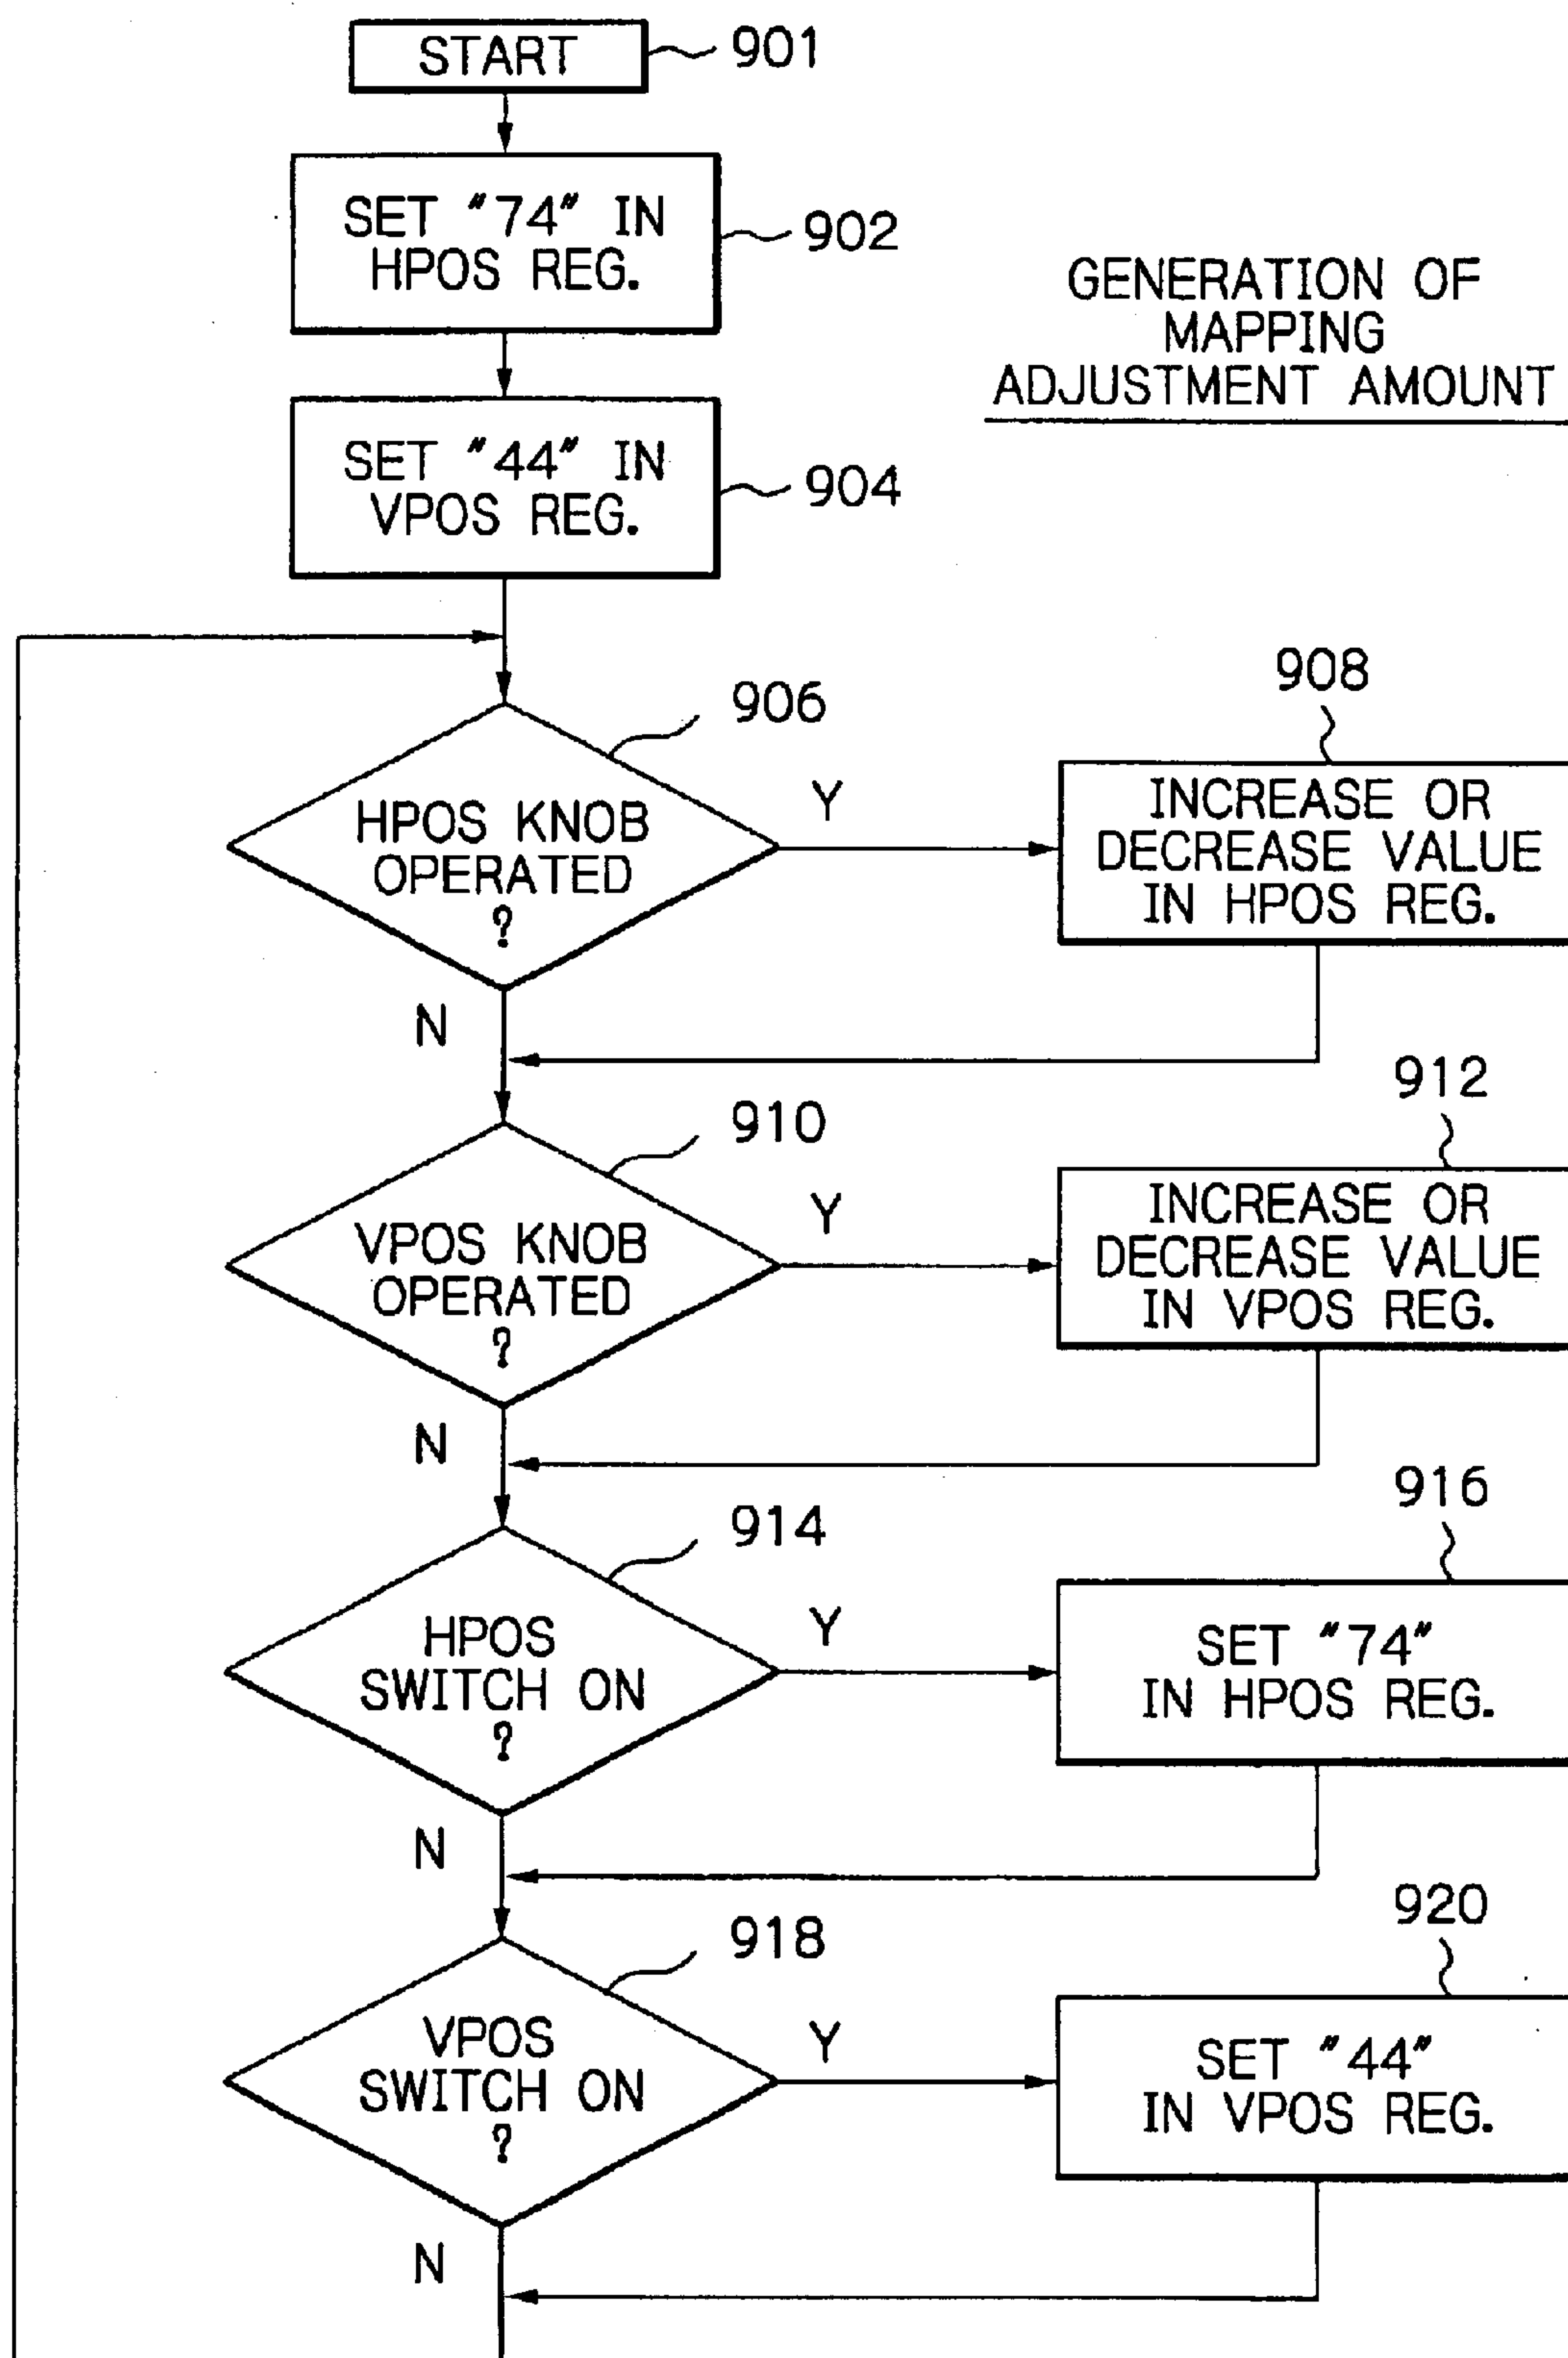 START
901
SET "74" IN
HPOS REG.
902
GENERATION OF
MAPPING
ADJUSTMENT AMOUNT
SET "44" IN
VPOS REG.
904
906
HPOS KNOB
OPERATED
?
Y
N
908
INCREASE OR
DECREASE VALUE
IN HPOS REG.
910
VPOS KNOB
OPERATED
?
Y
N
912
INCREASE OR
DECREASE VALUE
IN VPOS REG.
914
HPOS
SWITCH ON
?
Y
N
916
SET "74"
IN HPOS REG.
918
VPOS
SWITCH ON
?
Y
N
920
SET "44"
IN VPOS REG.